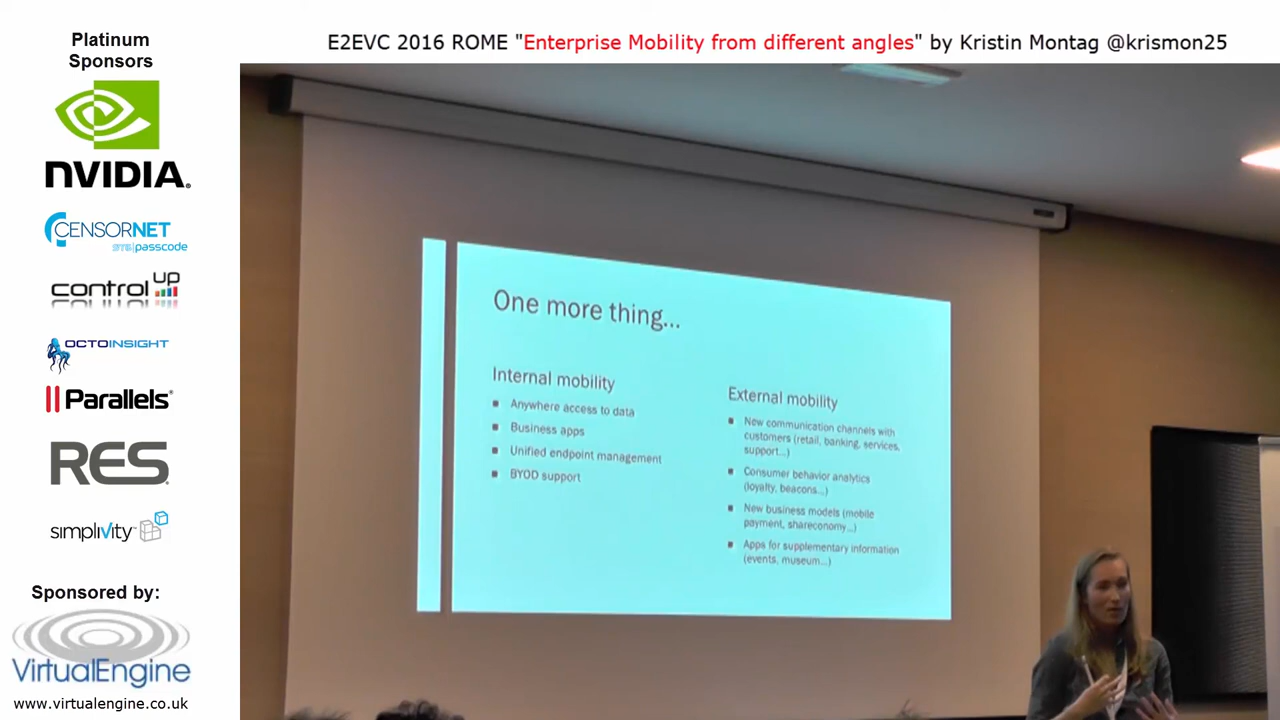 Platinum
Sponsors
NVIDIA.
CENSORNET
SMS|passcode
control up
OCTOINSIGHT
Parallels®
RES
simplivity
Sponsored by:
VirtualEngine
www.virtualengine.co.uk
E2EVC 2016 ROME "Enterprise Mobility from different angles" by Kristin Montag @krismon25
One more thing...
Internal mobility
Anywhere access to data
Business apps
Unified endpoint management
BYOD support
External mobility
New communication channels with
customers (retail, banking, services,
support...)
Consumer behavior analytics
(loyalty, beacons...)
New business models (mobile
payment, shareconomy...)
Apps for supplementary information
(events, museum...)